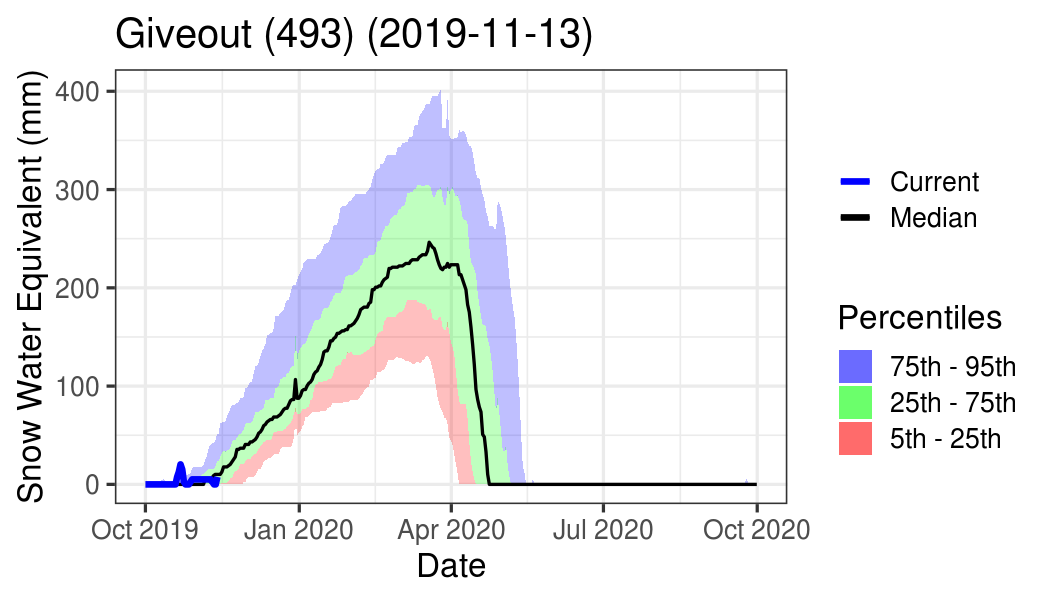 Giveout (493) (2019-11-13)
Snow Water Equivalent (mm)
400
300
200
100
0
Oct 2019
Jan 2020
Apr 2020
Jul 2020
Oct 2020
Date
Current
Median
Percentiles
75th - 95th
25th - 75th
5th - 25th